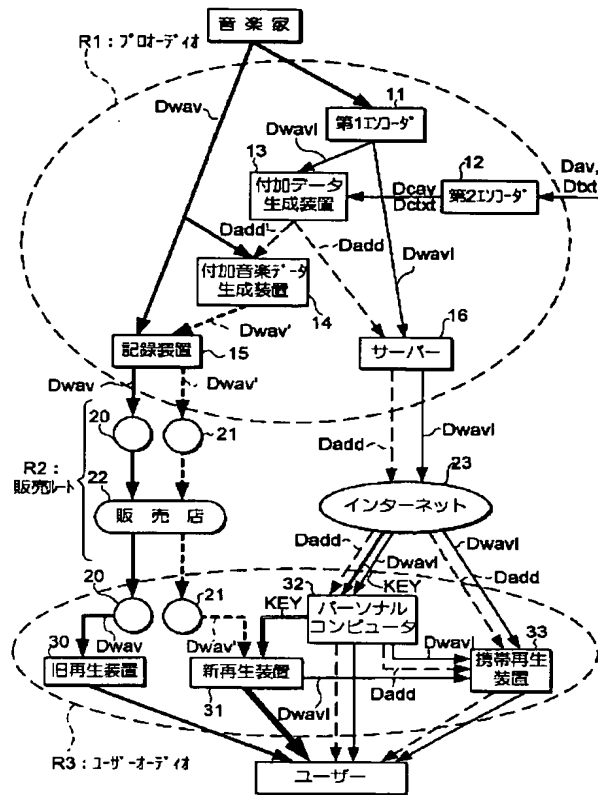 音 楽 家
R1：プロオーディオ
Dwav
11
第1エンコーダ
Dwavl
13
12
Dav,
Dtxt
付加データ
生成装置
Dcav
Dctxt
第2エンコーダ
Dadd'
Dadd
Dwavl
付加音楽データ
生成装置
14
16
Dwav'
記録装置
15
サーバー
Dwav
Dwav'
20
21
Dadd
Dwavl
R2：
販売ルート
22
23
販 売 店
インターネット
Dadd
Dwavl
KEY
Dwavl
Dadd
20
21
32
KEY
パーソナル
コンピュータ
33
Dwav
Dwav'
Dwavl
30
旧再生装置
新再生装置
携帯再生
装置
Dadd
31
Dwavl
R3：ユーザーオーディオ
ユーザー